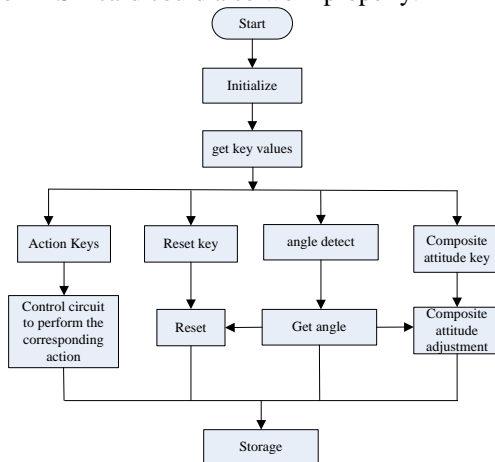 Start
Initialize
get key values
Action Keys
Reset key
angle detect
Composite
attitude key
Control circuit
to perform the
corresponding
action
Reset
Get angle
Composite
attitude
adjustment
Storage